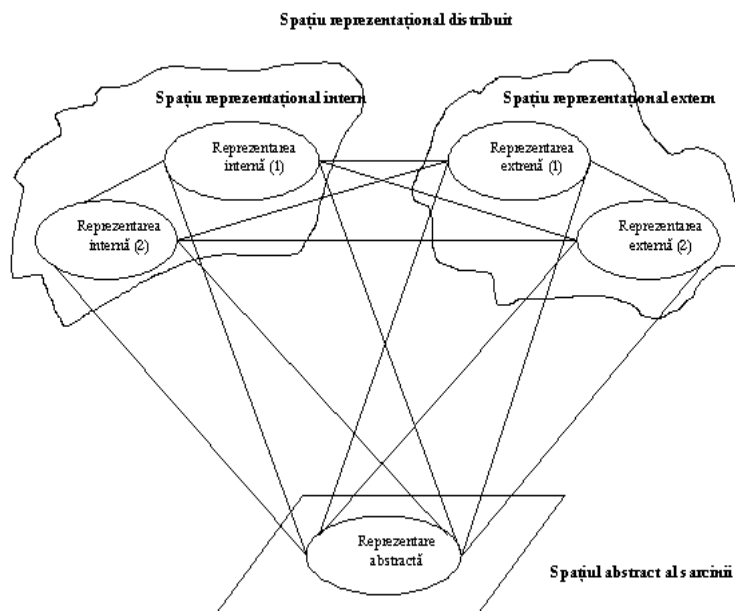 Spațiu reprezentațional distribuit
Spațiu reprezentațional intern
Spațiu reprezentațional extern
Reprezentarea
internă (1)
Reprezentarea
extrenă (1)
Reprezentarea
internă (2)
Reprezentarea
externă (2)
Reprezentare
abstractă
Spațiul abstract al sarcinii